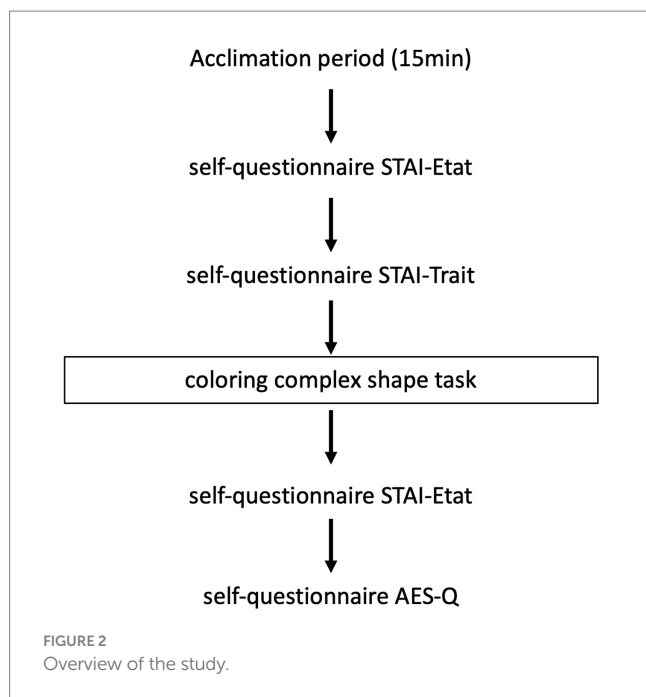 Acclimation period (15min)
self-questionnaire STAI-Etat
self-questionnaire STAI-Trait
coloring complex shape task
self-questionnaire STAI-Etat
self-questionnaire AES-Q
FIGURE 2
Overview of the study.